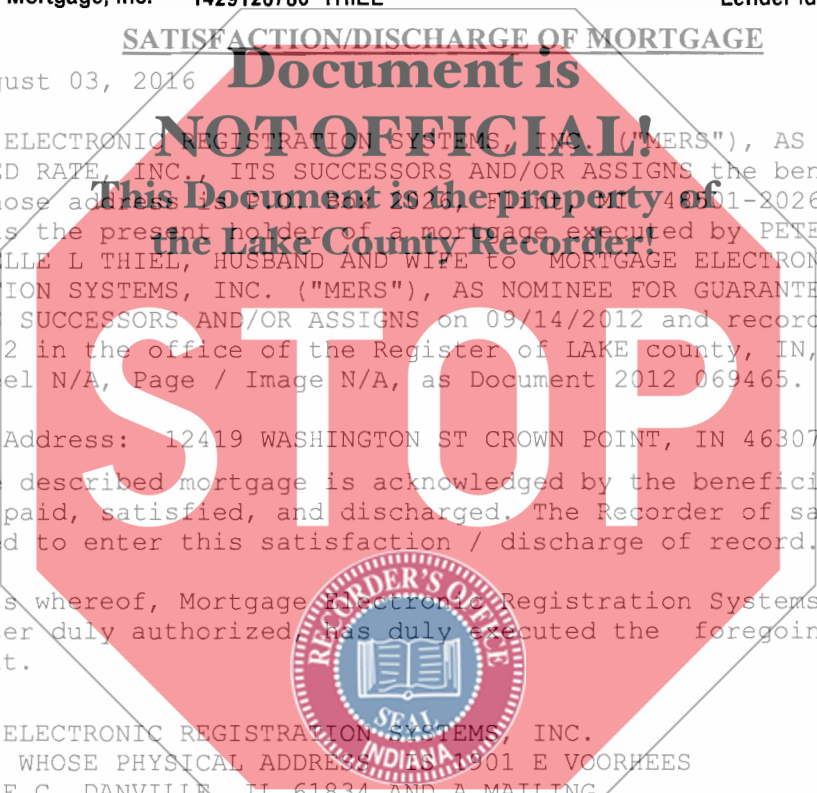 Mortgage, Inc. 1429120780 THIEL Lender
SATISFACTION/DISCHARGE OF MORTGAGE
gust 03, 2016
Document is
NOT OFFICIAL!
ELECTRONIC REGISTRATION SYSTEMS, INC. ("MERS"), AS
ED RATE, INC., ITS SUCCESSORS AND/OR ASSIGNS the ben
This Document is the property of
hose address is P.O. Box 2026, Flint, MI 48501-2026
the Lake County Recorder!
s the present holder of a mortgage executed by PETE
LLE L THIEL, HUSBAND AND WIFE to MORTGAGE ELECTRON
TION SYSTEMS, INC. ("MERS"), AS NOMINEE FOR GUARANTE
SUCCESSORS AND/OR ASSIGNS on 09/14/2012 and record
2 in the office of the Register of LAKE county, IN,
eel N/A, Page / Image N/A, as Document 2012 069465.
STOP
Address: 12419 WASHINGTON ST CROWN POINT, IN 46307
e described mortgage is acknowledged by the benefici
paid, satisfied, and discharged. The Recorder of sa
ed to enter this satisfaction / discharge of record.
s whereof, Mortgage Electronic Registration Systems
er duly authorized, has duly executed the foregoin
t.
RECORDER'S OFFICE
SEAL
INDIANA
ELECTRONIC REGISTRATION SYSTEMS, INC.
WHOSE PHYSICAL ADDRESS IS 1901 E VOORHEES
E C, DANVILLE, IL 61834 AND A MAILING